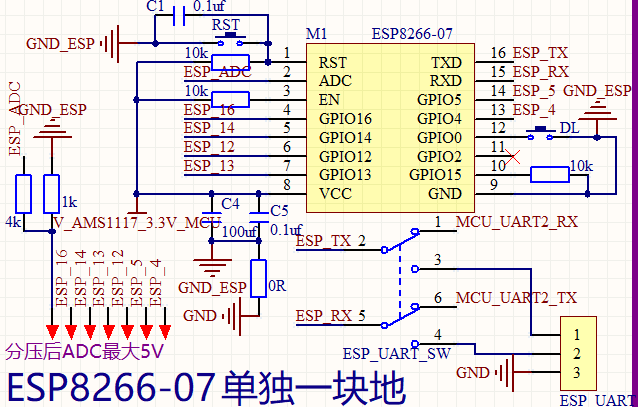 C1 0.1uf
RST
GND_ESP
M1 ESP8266-07
10k
1 RST TXD 16 ESP_TX
ESP_ADC 2 ADC RXD 15 ESP_RX
10k 3 EN GPIO5 14 ESP_5 GND_ESP
ESP_16 4 GPIO16 GPIO4 13 ESP_4
ESP_14 5 GPIO14 GPIO0 12 DL
ESP_12 6 GPIO12 GPIO2 11
ESP_13 7 GPIO13 GPIO15 10 10k
8 VCC GND 9
ESP_ADC
GND_ESP
4k
1k
V_AMS1117_3.3V_MCU
C4
100uf
C5
0.1uf
GND_ESP
0R
GND
ESP_16
ESP_14
ESP_13
ESP_12
ESP_5
ESP_4
ESP_TX 2
1 MCU_UART2_RX
3
6 MCU_UART2_TX
ESP_RX 5
4
ESP_UART_SW
1
2
GND 3
ESP_UART
分压后ADC最大5V
ESP8266-07单独一块地